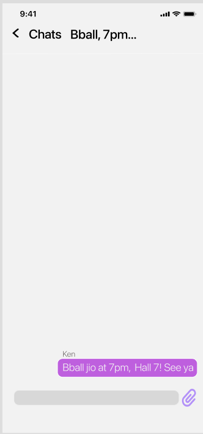 9:41
Chats Bball, 7pm...
Ken
Bball jio at 7pm, Hall 7! See ya